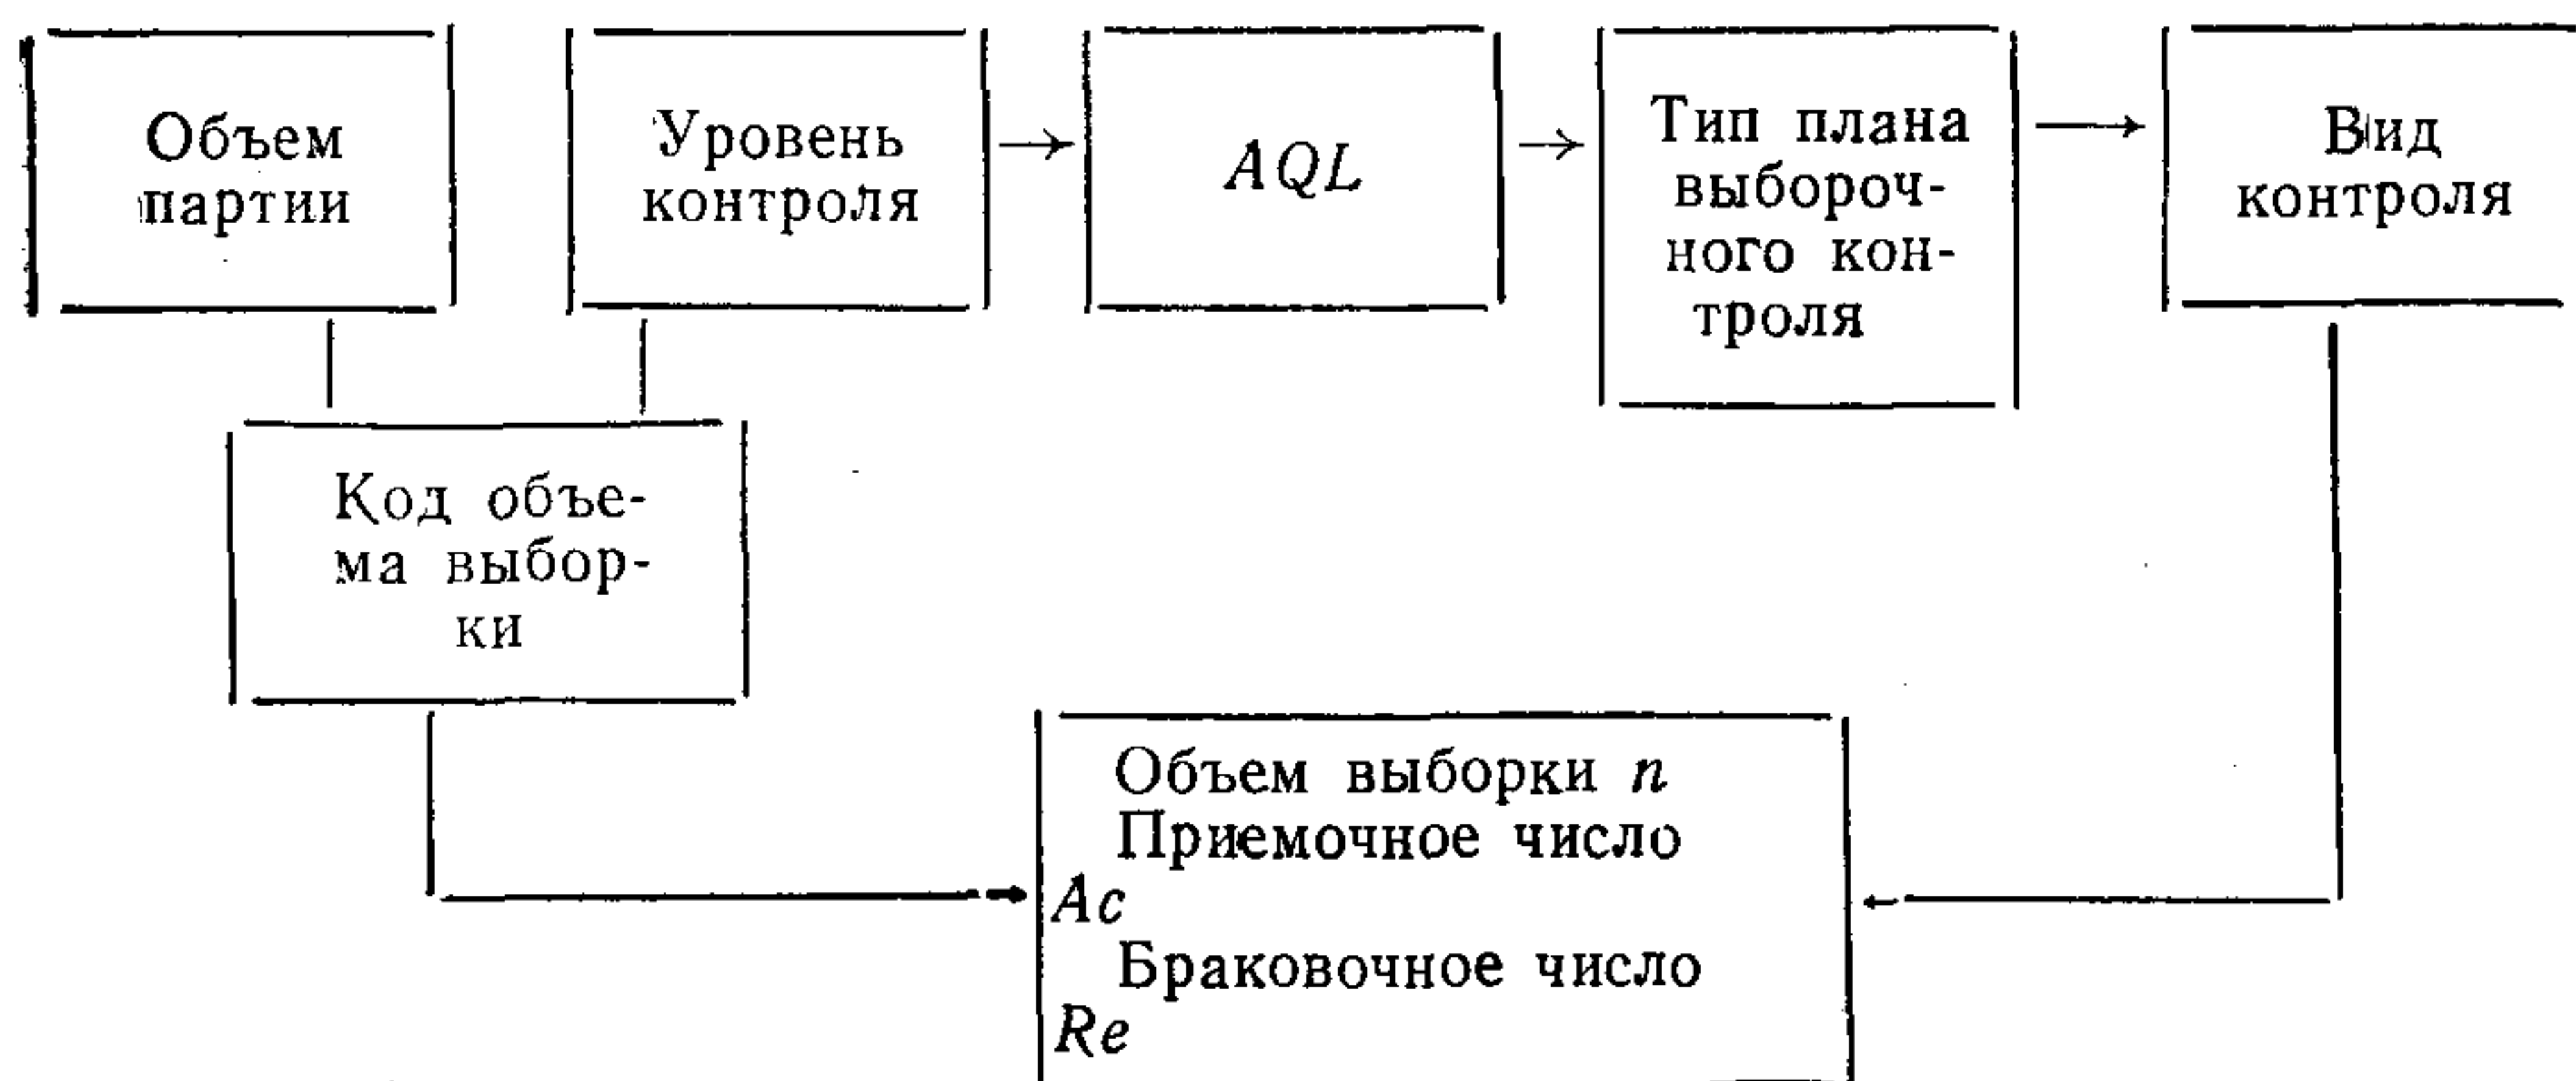 Объем
партии
Уровень
контроля
AQL
Тип плана
выбороч-
ного кон-
троля
Вид
контроля
Код объе-
ма выбор-
ки
Объем выборки n
Приемочное число
Ac
Браковочное число
Re